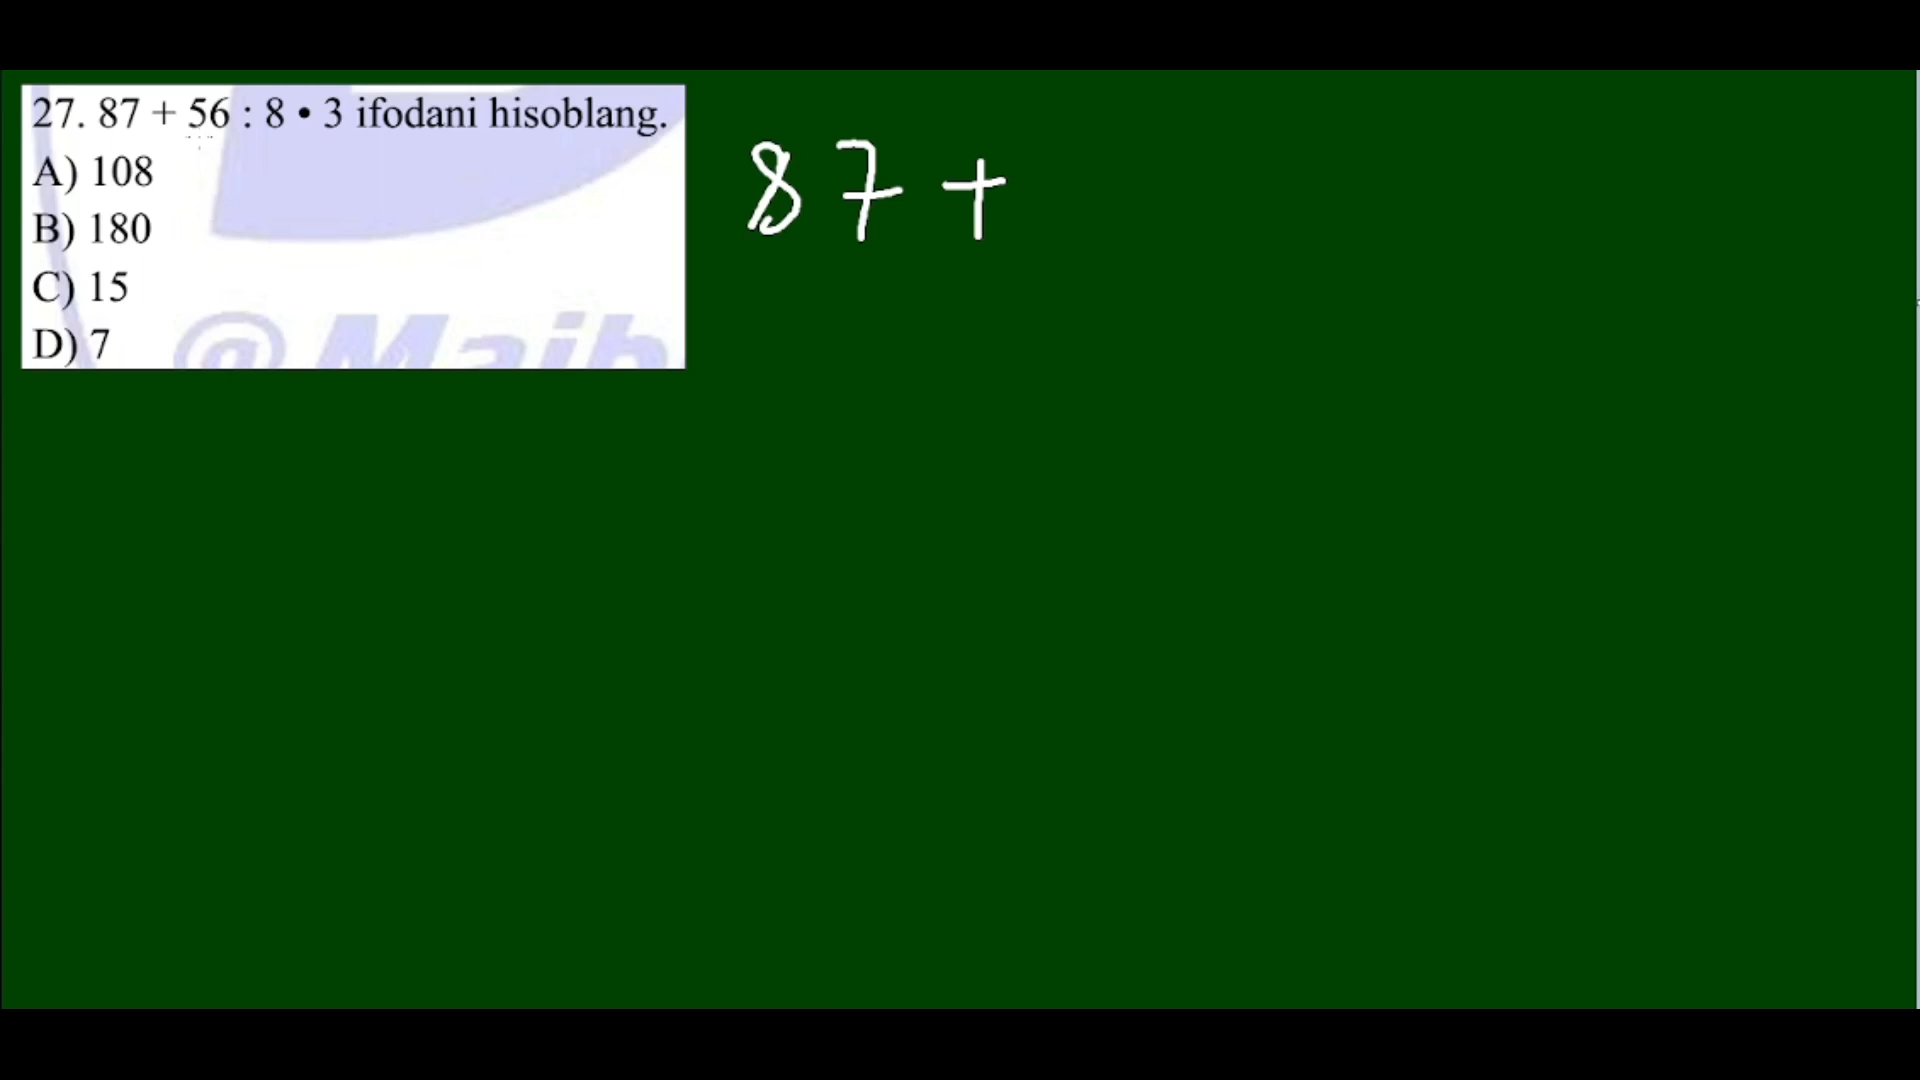 27. 87 + 56 : 8 • 3 ifodani hisoblang.
A) 108
B) 180
C) 15
D) 7
87 +